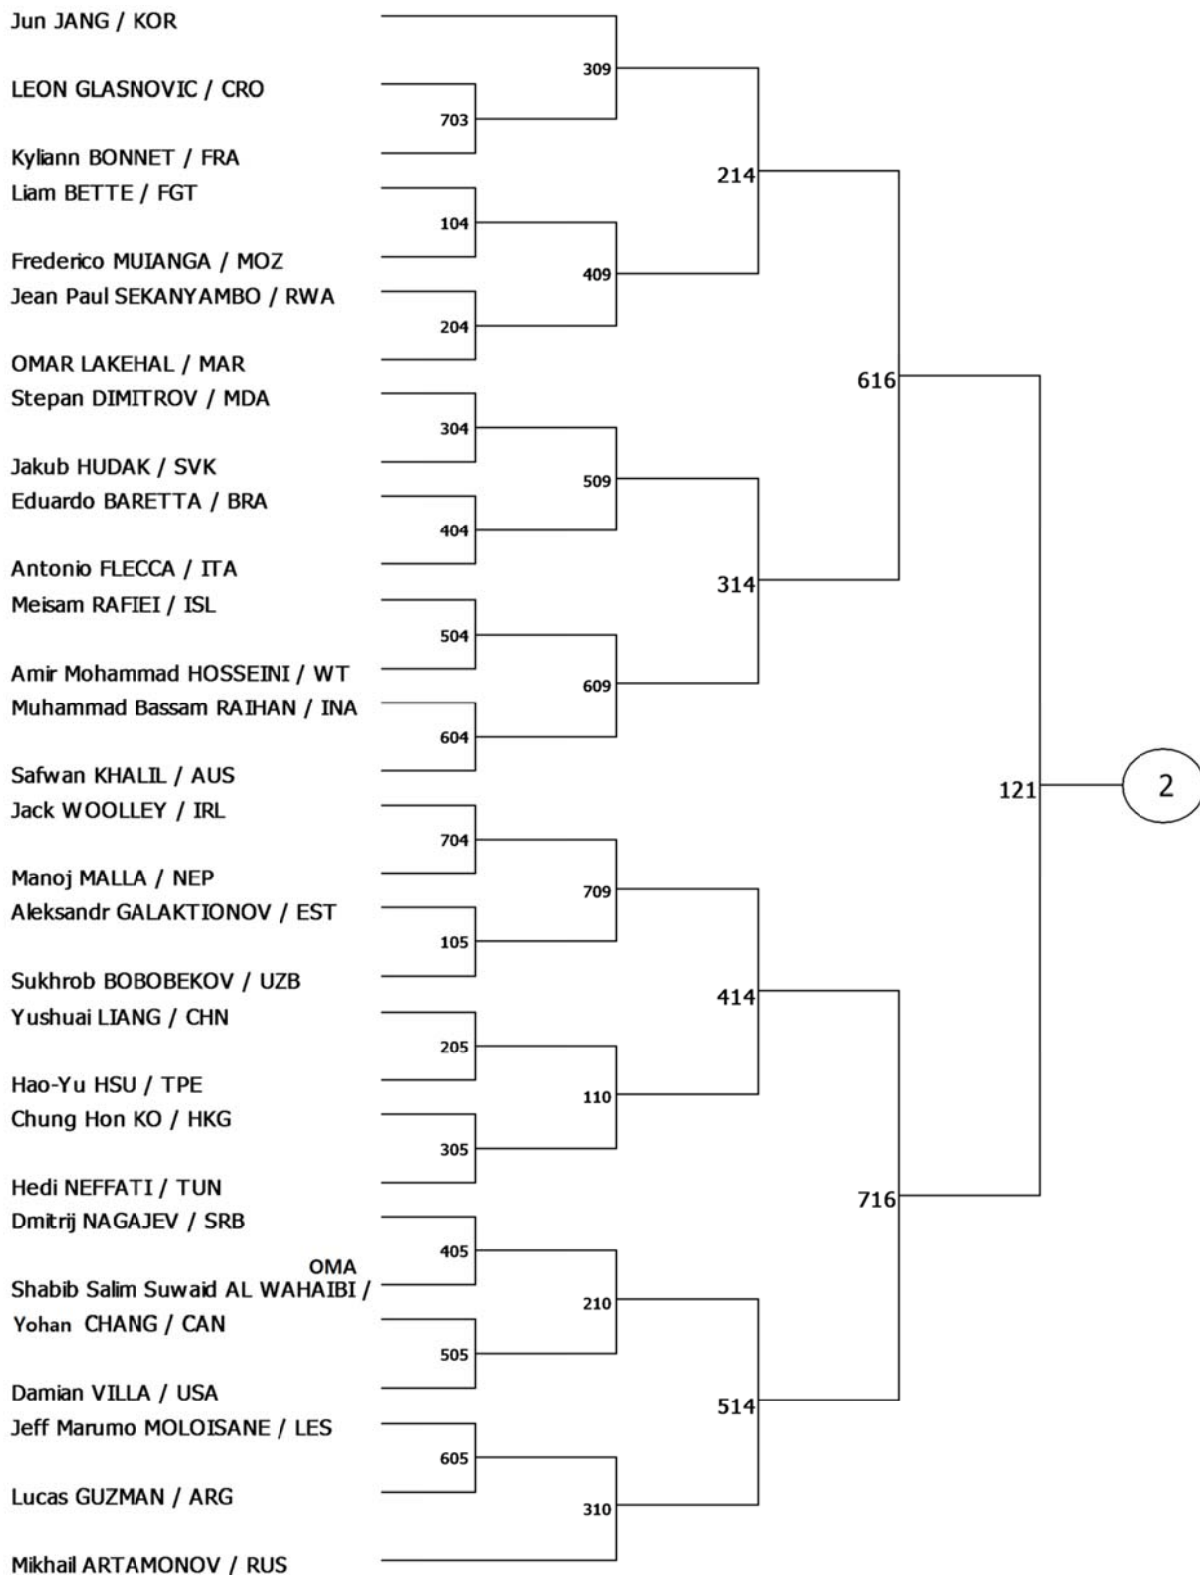 Jun JANG / KOR
309
LEON GLASNOVIC / CRO
703
Kyliann BONNET / FRA
214
Liam BETTE / FGT
104
Frederico MUIANGA / MOZ
409
Jean Paul SEKANYAMBO / RWA
204
OMAR LAKEHAL / MAR
616
Stepan DIMITROV / MDA
304
Jakub HUDAK / SVK
509
Eduardo BARETTA / BRA
404
Antonio FLECCA / ITA
314
Meisam RAFIEI / ISL
504
Amir Mohammad HOSSEINI / WT
609
Muhammad Bassam RAIHAN / INA
604
Safwan KHALIL / AUS
121
2
Jack WOOLLEY / IRL
704
Manoj MALLA / NEP
709
Aleksandr GALAKTIONOV / EST
105
Sukhrob BOBOBEKOV / UZB
414
Yushuai LIANG / CHN
205
Hao-Yu HSU / TPE
110
Chung Hon KO / HKG
305
Hedi NEFFATI / TUN
716
Dmitrij NAGAJEV / SRB
405
OMA
Shabib Salim Suwaid AL WAHAIBI /
210
Yohan CHANG / CAN
505
Damian VILLA / USA
514
Jeff Marumo MOLOISANE / LES
605
Lucas GUZMAN / ARG
310
Mikhail ARTAMONOV / RUS